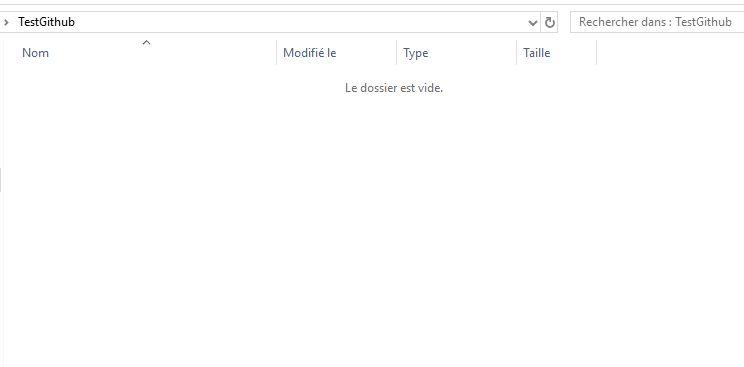 TestGithub Rechercher dans : TestGithub
Nom Modifié le Type Taille
Le dossier est vide.